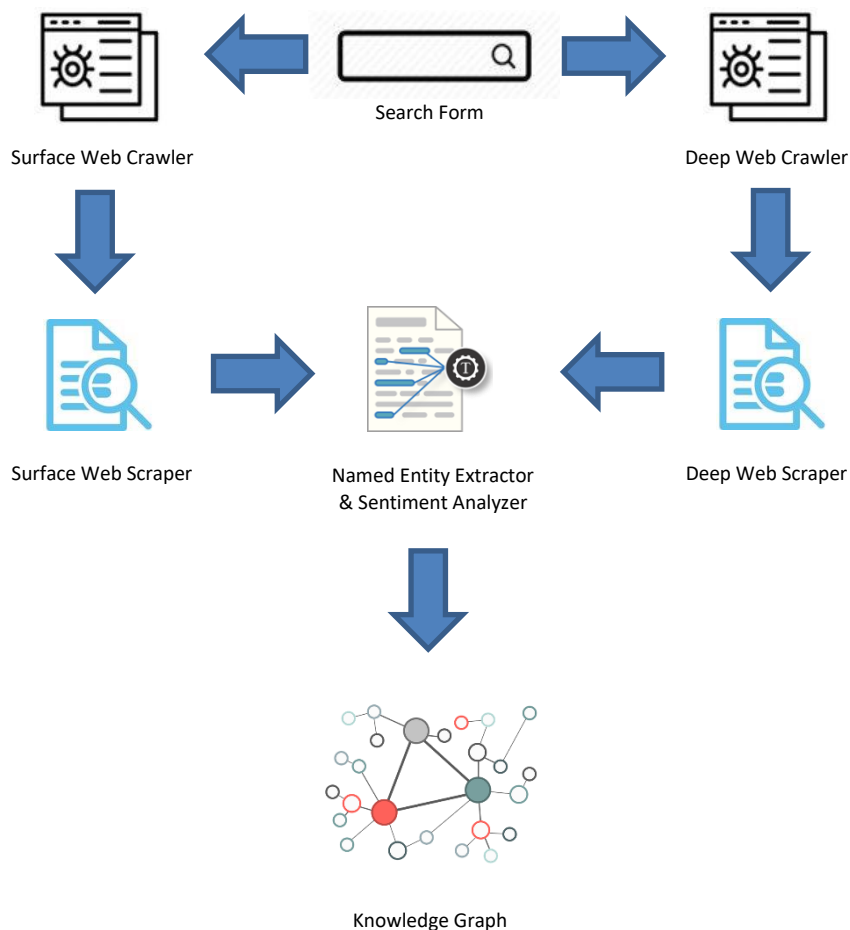 Search Form
Surface Web Crawler
Deep Web Crawler
T
Surface Web Scraper
Named Entity Extractor
& Sentiment Analyzer
Deep Web Scraper
Knowledge Graph